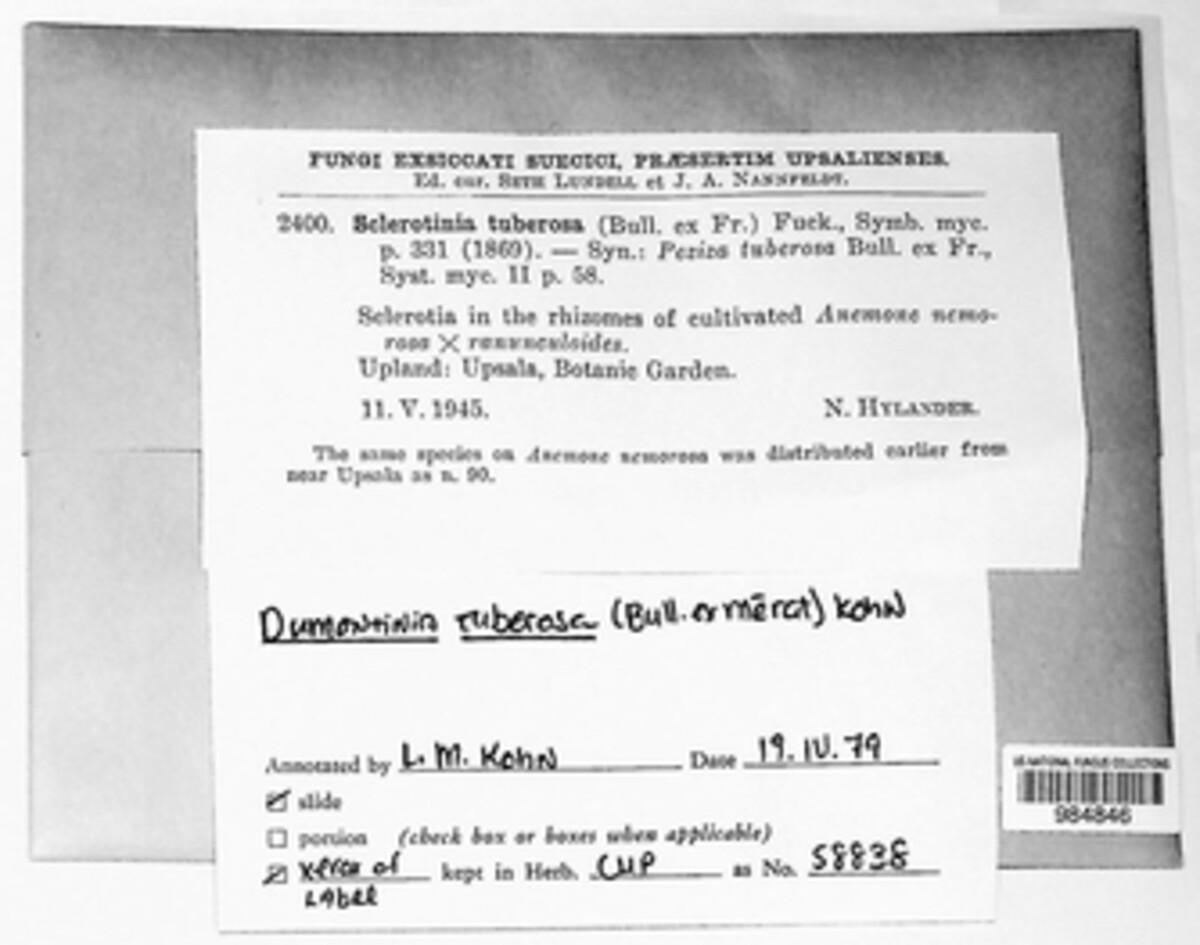 FUNGI EXSICCATI SUECICI, PRÆSERTIM UPSALIENSES.
Ed. cur. SETH LUNDELL et J. A. NANNFELDT.
2400. Sclerotinia tuberosa (Bull. ex Fr.) Fuck., Symb. myc.
p. 331 (1869). — Syn.: Peziza tuberosa Bull. ex Fr.,
Syst. myc. II p. 58.
Sclerotia in the rhizomes of cultivated Anemone nemo-
rosa × ranunculoides.
Upland: Upsala, Botanic Garden.
11. V. 1945. N. HYLANDER.
The same species on Anemone nemorosa was distributed earlier from
near Upsala as n. 90.
Dumontinia tuberosa (Bull. ex Mérat) Kohn
Annotated by L. M. Kohn Date 19. IV. 79
☑ slide
☐ portion (check box or boxes when applicable)
☑ xerox of kept in Herb. CUP as No. 58838
Label
US NATIONAL FUNGUS COLLECTIONS
984846